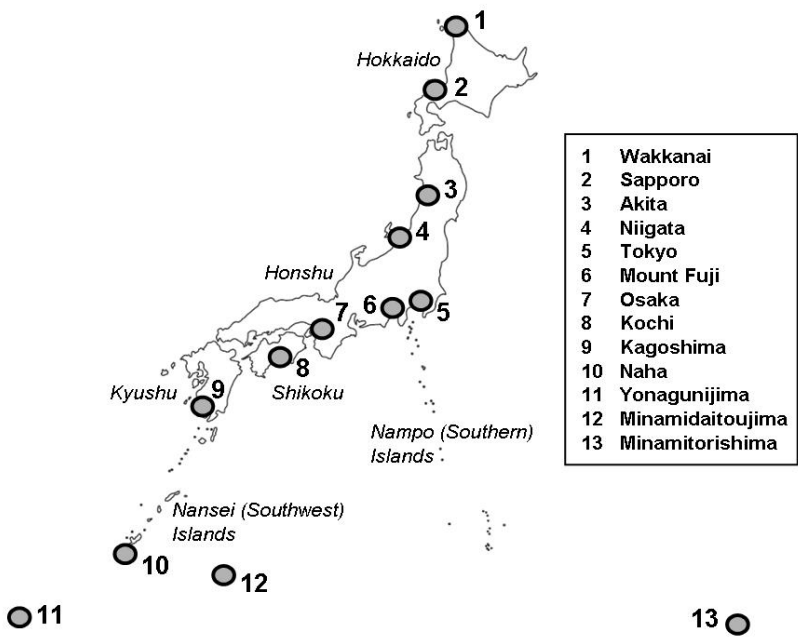 1
Hokkaido
2
3
4
Honshu
5
6
7
8
Kyushu
9
Shikoku
Nampo (Southern)
Islands
Nansei (Southwest)
Islands
10
12
11
13
1 Wakkanai
2 Sapporo
3 Akita
4 Niigata
5 Tokyo
6 Mount Fuji
7 Osaka
8 Kochi
9 Kagoshima
10 Naha
11 Yonagunijima
12 Minamidaitoujima
13 Minamitorishima